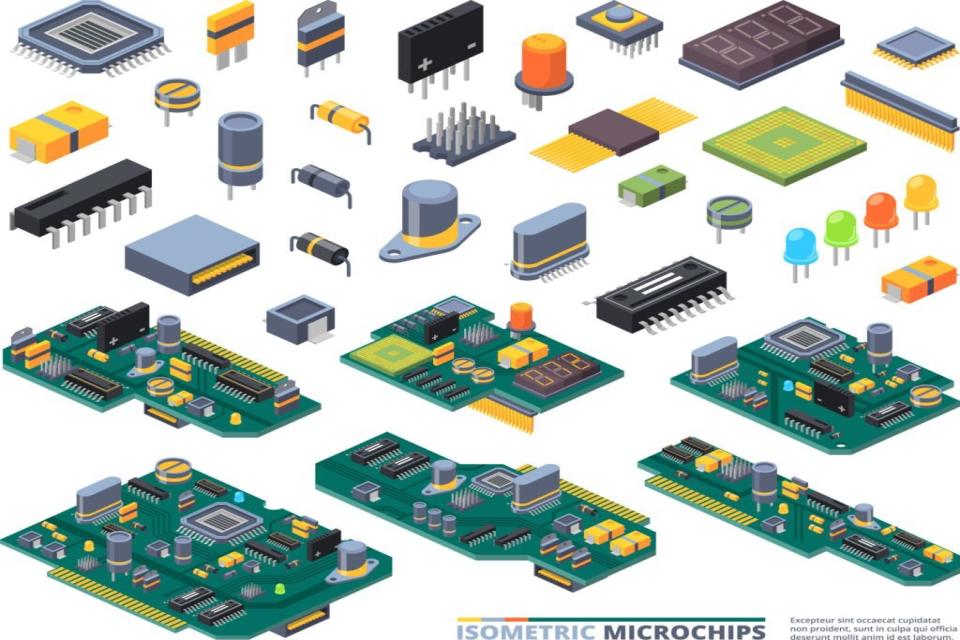 ISOMETRIC MICROCHIPS
Excepteur sint occaecat cupidatat
non proident, sunt in culpa qui officia
deserunt mollit anim id est laborum.